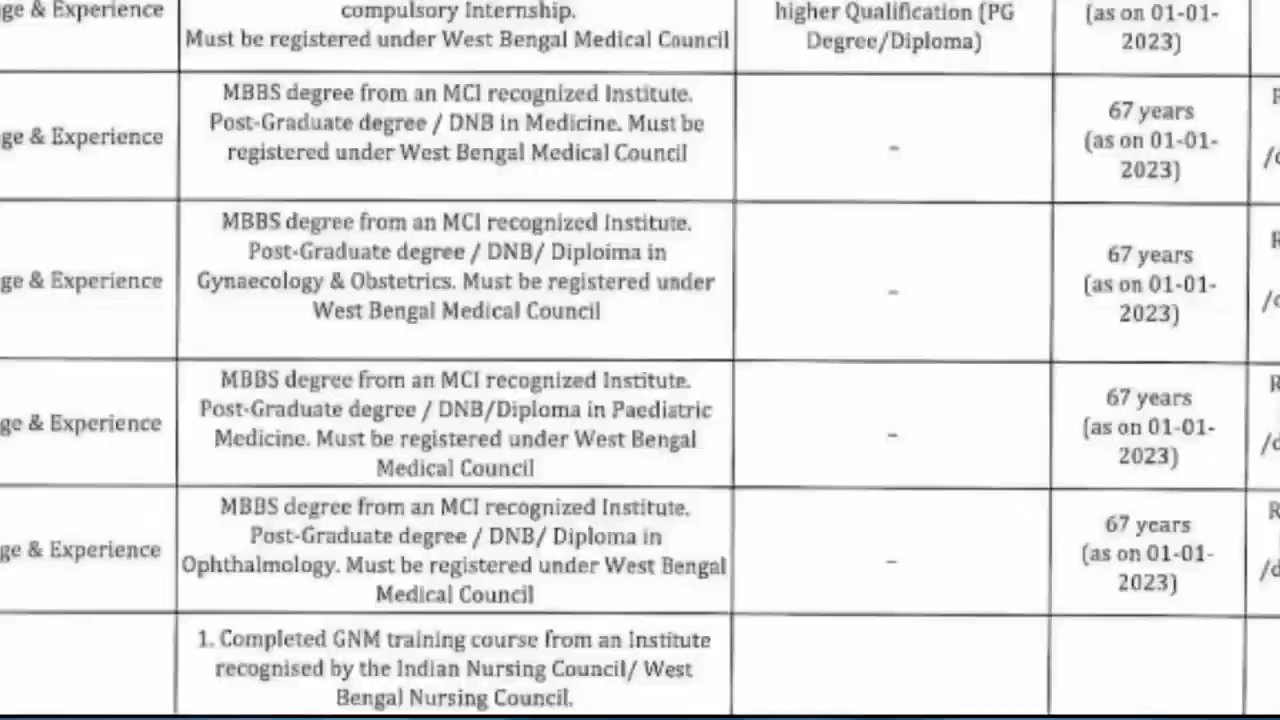 ge & Experience
compulsory Internship.
Must be registered under West Bengal Medical Council
higher Qualification (PG
Degree/Diploma)
(as on 01-01-
2023)
ge & Experience
MBBS degree from an MCI recognized Institute.
Post-Graduate degree / DNB in Medicine. Must be
registered under West Bengal Medical Council
-
67 years
(as on 01-01-
2023)
R
ge & Experience
MBBS degree from an MCI recognized Institute.
Post-Graduate degree / DNB/ Diploima in
Gynaecology & Obstetrics. Must be registered under
West Bengal Medical Council
-
67 years
(as on 01-01-
2023)
R
ge & Experience
MBBS degree from an MCI recognized Institute.
Post-Graduate degree / DNB/Diploma in Paediatric
Medicine. Must be registered under West Bengal
Medical Council
-
67 years
(as on 01-01-
2023)
R
ge & Experience
MBBS degree from an MCI recognized Institute.
Post-Graduate degree / DNB/ Diploma in
Ophthalmology. Must be registered under West Bengal
Medical Council
-
67 years
(as on 01-01-
2023)
R
1. Completed GNM training course from an Institute
recognised by the Indian Nursing Council/ West
Bengal Nursing Council.